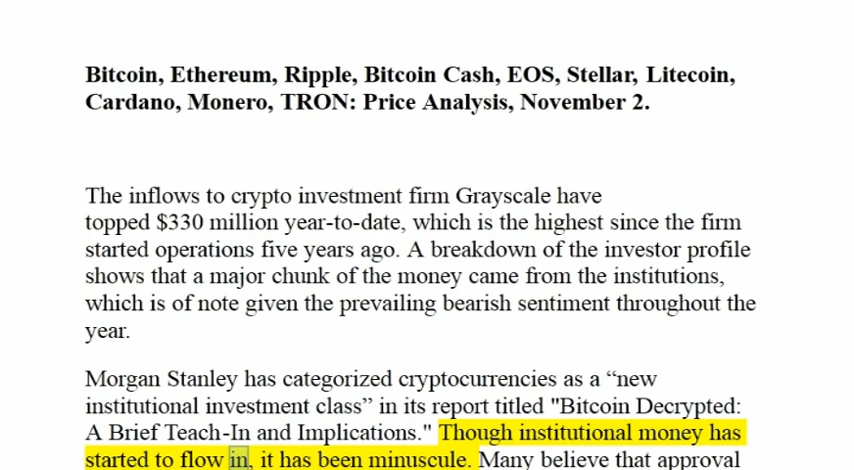 Bitcoin, Ethereum, Ripple, Bitcoin Cash, EOS, Stellar, Litecoin,
Cardano, Monero, TRON: Price Analysis, November 2.
The inflows to crypto investment firm Grayscale have
topped $330 million year-to-date, which is the highest since the firm
started operations five years ago. A breakdown of the investor profile
shows that a major chunk of the money came from the institutions,
which is of note given the prevailing bearish sentiment throughout the
year.
Morgan Stanley has categorized cryptocurrencies as a “new
institutional investment class” in its report titled "Bitcoin Decrypted:
A Brief Teach-In and Implications." Though institutional money has
started to flow in, it has been minuscule. Many believe that approval